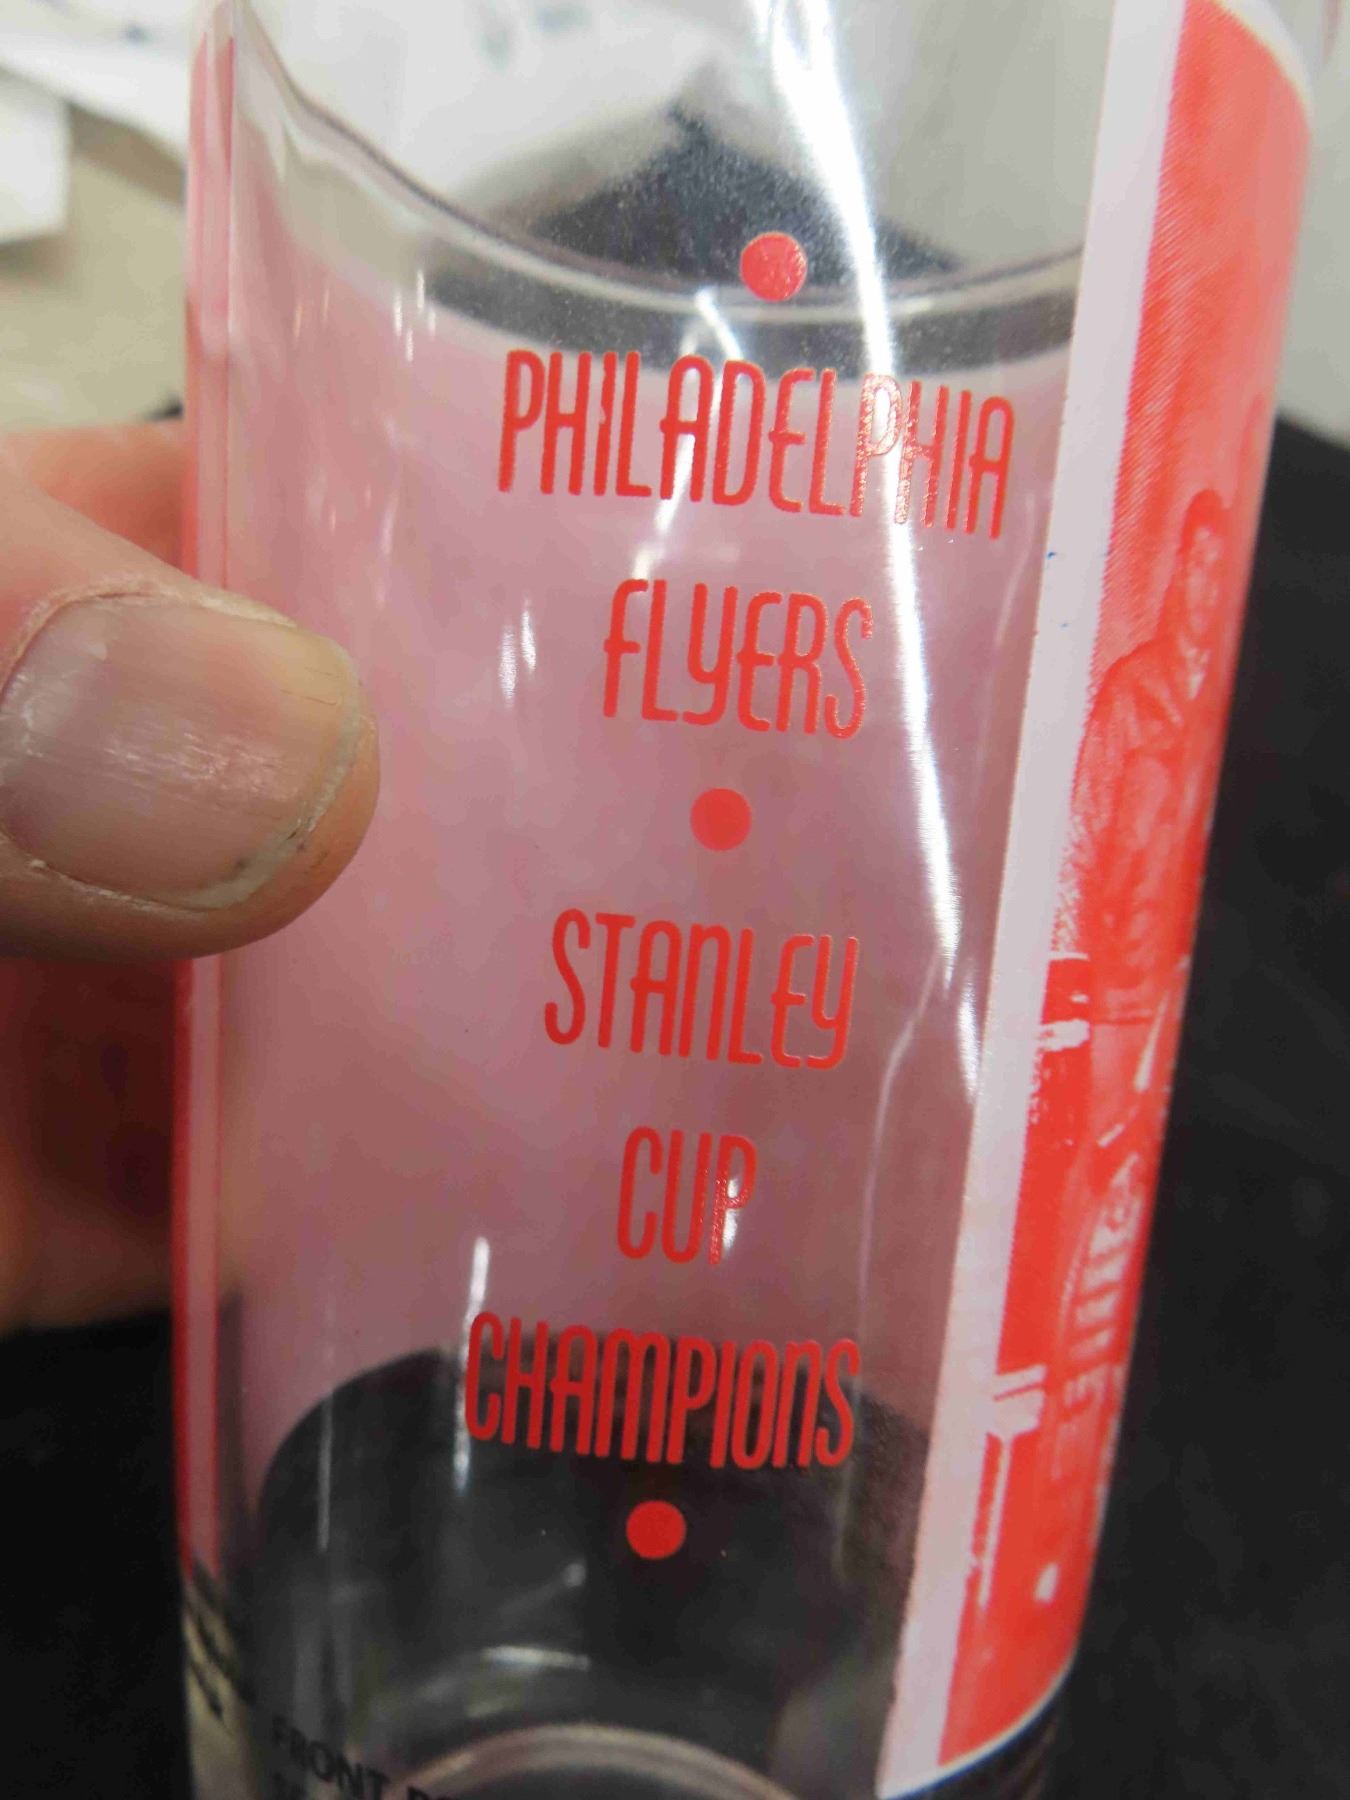 PHILADELPHIA
FLYERS
STANLEY
CUP
CHAMPIONS
FRONT